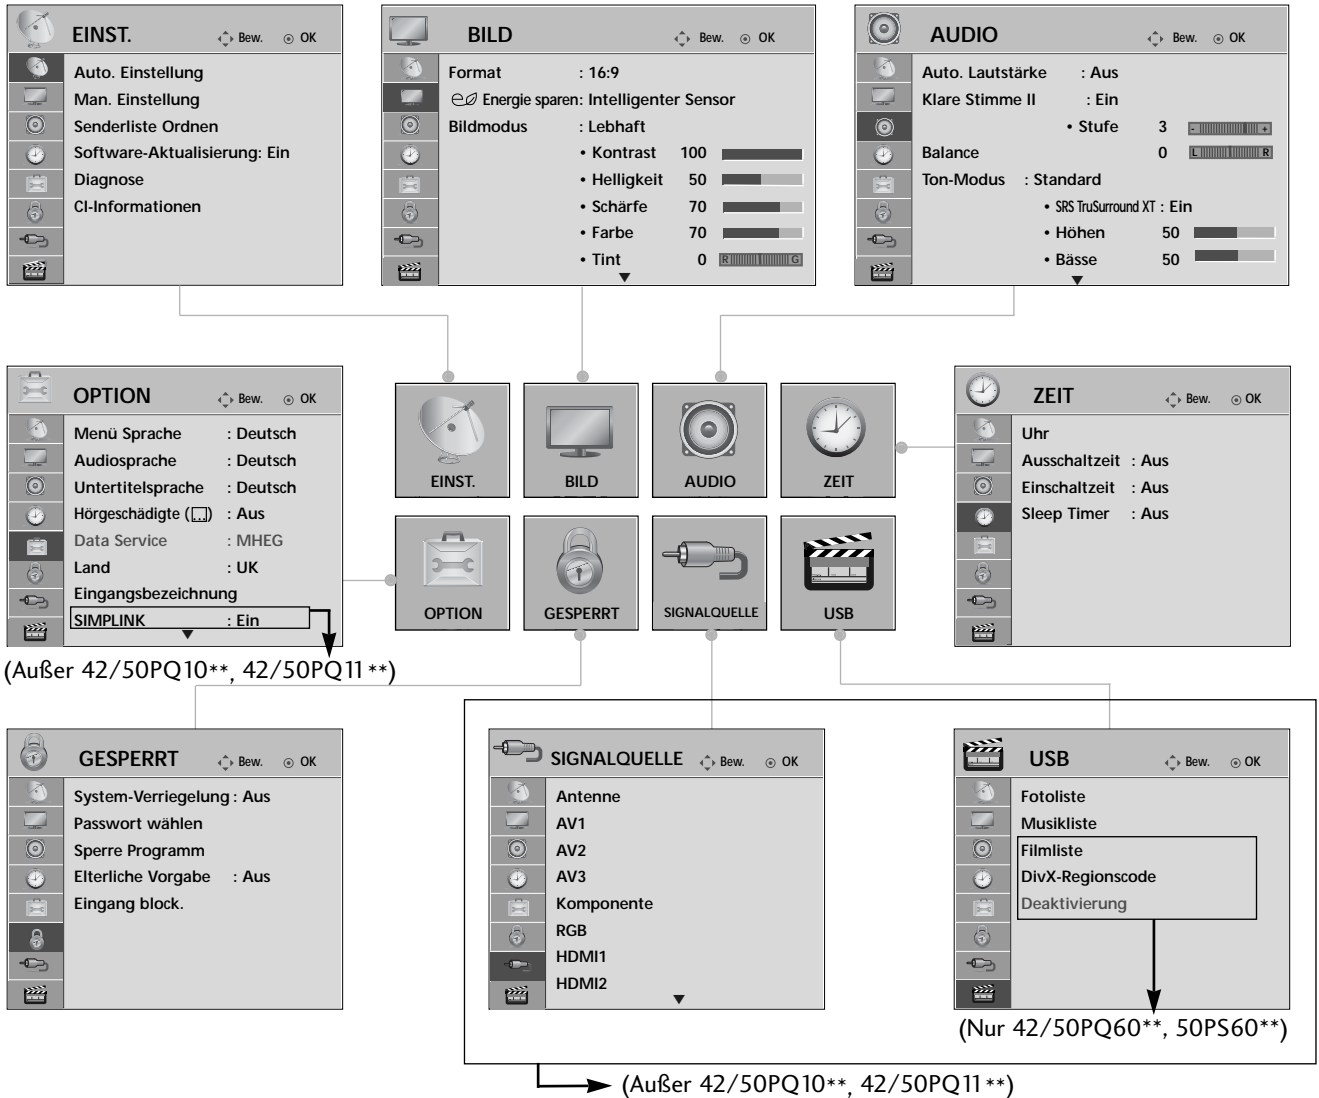 EINST. Bew. OK
Auto. Einstellung
Man. Einstellung
Senderliste Ordnen
Software-Aktualisierung: Ein
Diagnose
CI-Informationen
BILD Bew. OK
Format : 16:9
Energie sparen: Intelligenter Sensor
Bildmodus : Lebhaft
• Kontrast 100
• Helligkeit 50
• Schärfe 70
• Farbe 70
• Tint 0 R G
AUDIO Bew. OK
Auto. Lautstärke : Aus
Klare Stimme II : Ein
• Stufe 3 - +
Balance 0 L R
Ton-Modus : Standard
• SRS TruSurround XT : Ein
• Höhen 50
• Bässe 50
OPTION Bew. OK
Menü Sprache : Deutsch
Audiosprache : Deutsch
Untertitelsprache : Deutsch
Hörgeschädigte ( ) : Aus
Data Service : MHEG
Land : UK
Eingangsbezeichnung
SIMPLINK : Ein
(Außer 42/50PQ10**, 42/50PQ11**)
EINST.
BILD
AUDIO
ZEIT
OPTION
GESPERRT
SIGNALQUELLE
USB
ZEIT Bew. OK
Uhr
Ausschaltzeit : Aus
Einschaltzeit : Aus
Sleep Timer : Aus
GESPERRT Bew. OK
System-Verriegelung : Aus
Passwort wählen
Sperre Programm
Elterliche Vorgabe : Aus
Eingang block.
SIGNALQUELLE Bew. OK
Antenne
AV1
AV2
AV3
Komponente
RGB
HDMI1
HDMI2
USB Bew. OK
Fotoliste
Musikliste
Filmliste
DivX-Regionscode
Deaktivierung
(Nur 42/50PQ60**, 50PS60**)
(Außer 42/50PQ10**, 42/50PQ11**)